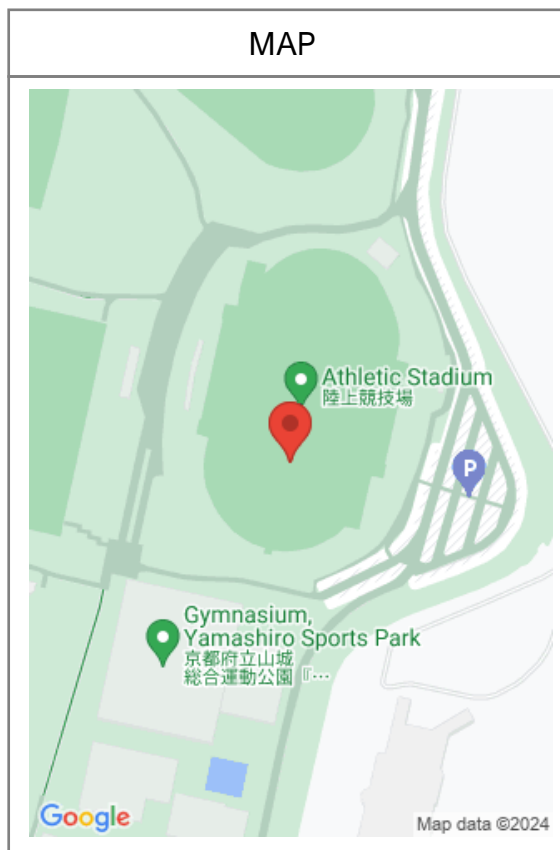 MAP
Athletic Stadium
陸上競技場
P
Gymnasium,
Yamashiro Sports Park
京都府立山城
総合運動公園『…
Google
Map data ©2024